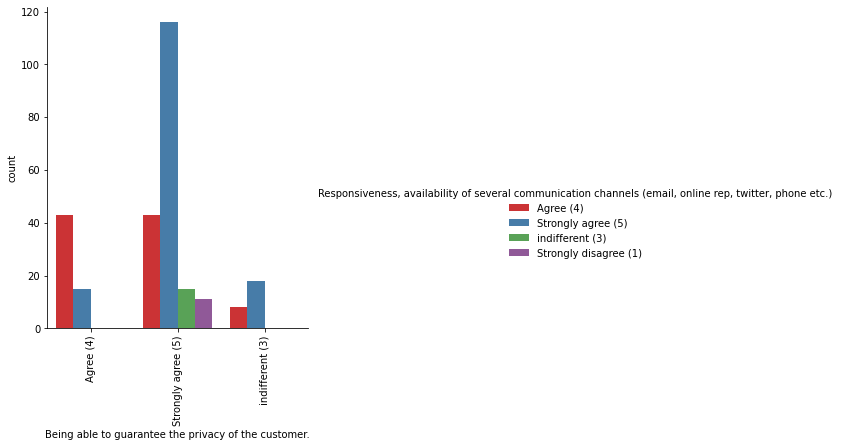 120
100
80
60
40
20
0
count
Agree (4)
Strongly agree (5)
indifferent (3)
Being able to guarantee the privacy of the customer.
Responsiveness, availability of several communication channels (email, online rep, twitter, phone etc.)
Agree (4)
Strongly agree (5)
indifferent (3)
Strongly disagree (1)